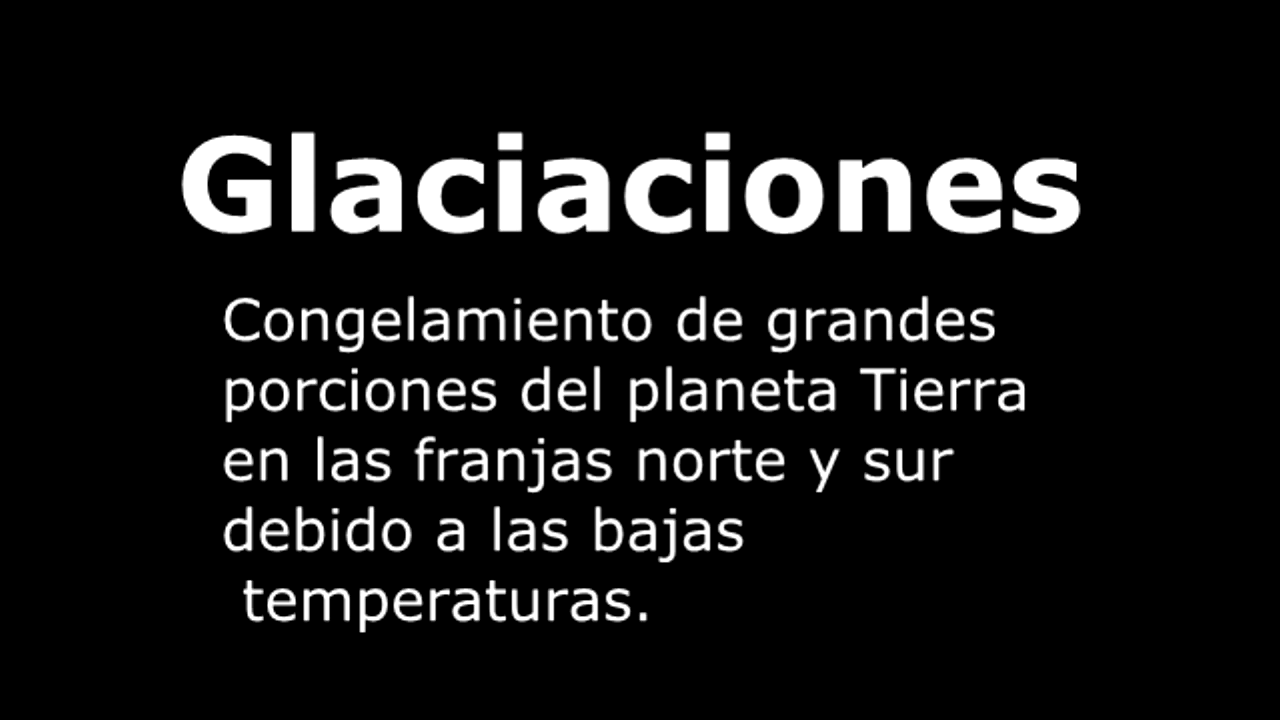 Glaciaciones
Congelamiento de grandes
porciones del planeta Tierra
en las franjas norte y sur
debido a las bajas
temperaturas.